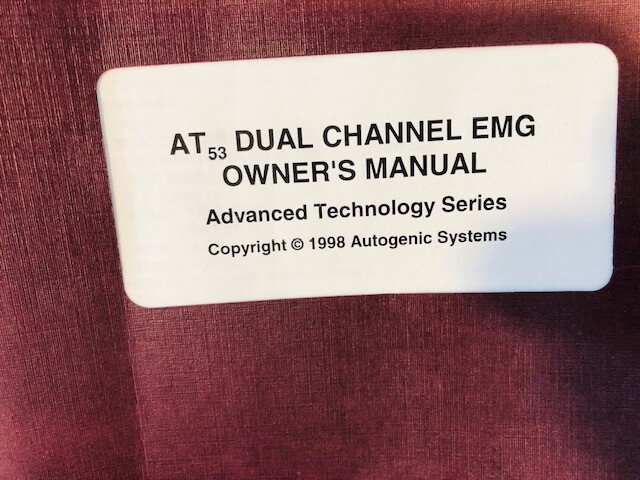 AT53 DUAL CHANNEL EMG
OWNER'S MANUAL
Advanced Technology Series
Copyright © 1998 Autogenic Systems